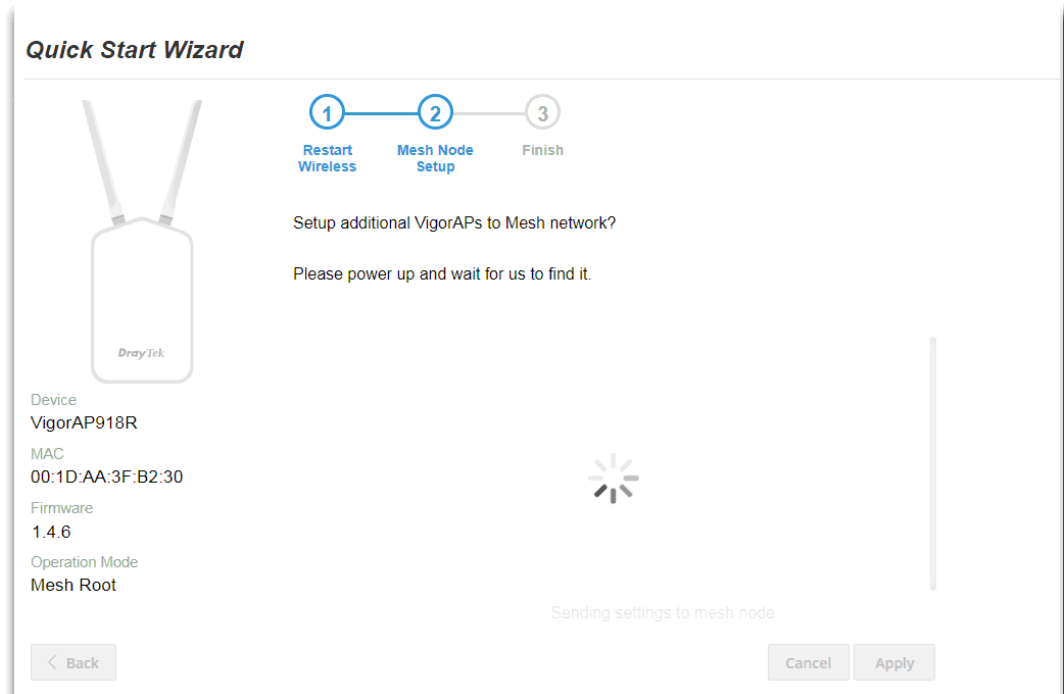 Quick Start Wizard
1
2
3
Restart
Wireless
Mesh Node
Setup
Finish
Setup additional VigorAPs to Mesh network?
Please power up and wait for us to find it.
DrayTek
Device
VigorAP918R
MAC
00:1D:AA:3F:B2:30
Firmware
1.4.6
Operation Mode
Mesh Root
Sending settings to mesh node
< Back
Cancel
Apply